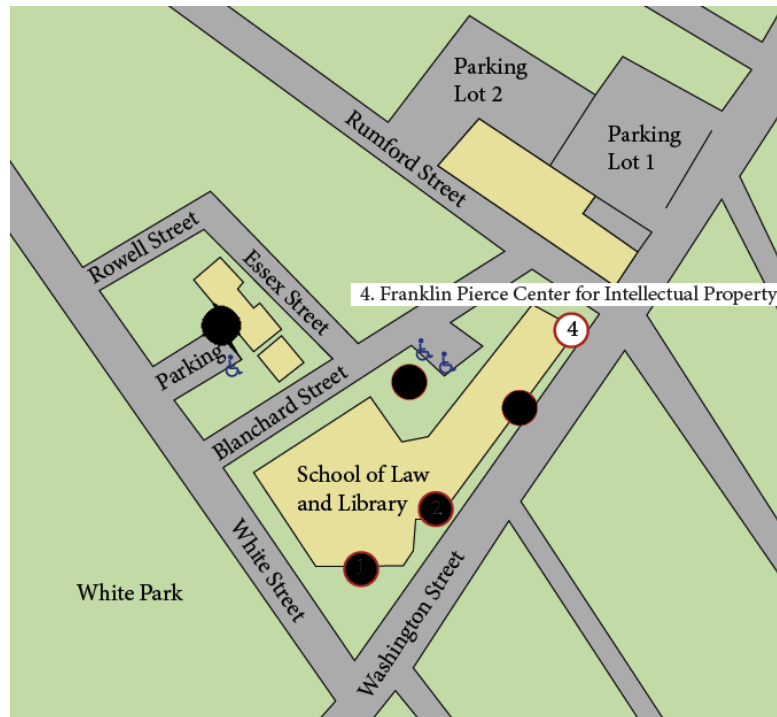 Parking
Lot 2
Parking
Lot 1
Rumford Street
Rowell Street
Essex Street
4. Franklin Pierce Center for Intellectual Property
4
Parking
Blanchard Street
School of Law
and Library
2
1
White Street
White Park
Washington Street